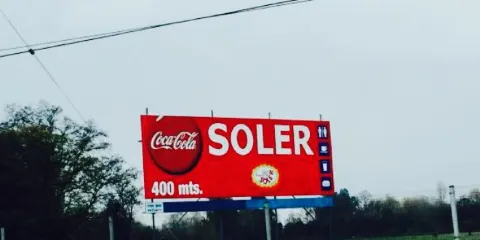 SOLER
Coca-Cola
400 mts.